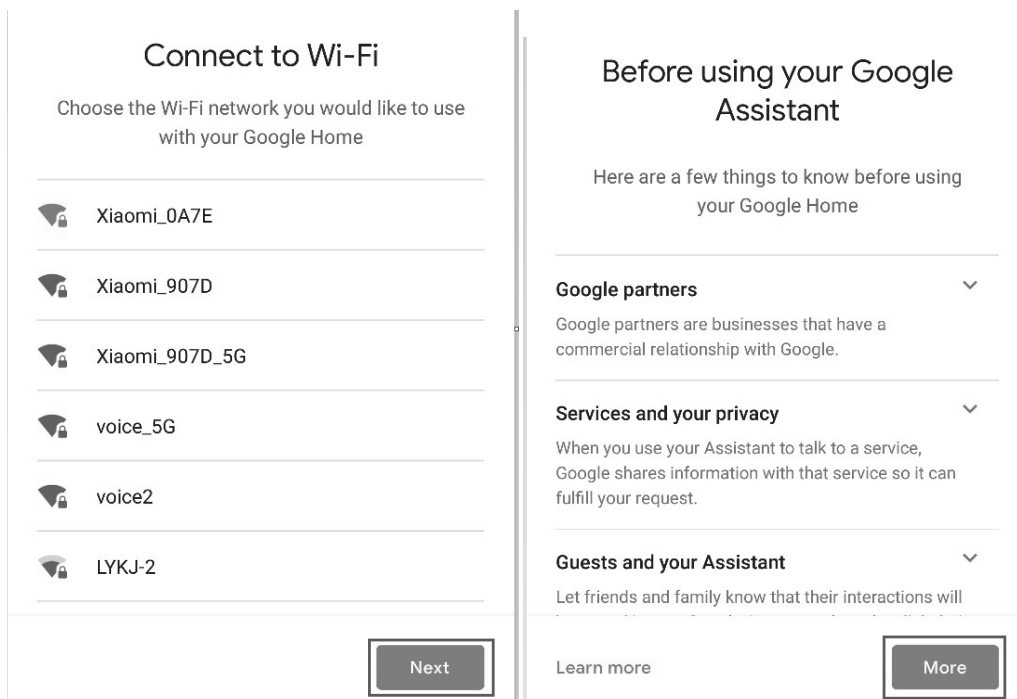 Connect to Wi-Fi
Choose the Wi-Fi network you would like to use
with your Google Home
Xiaomi_0A7E
Xiaomi_907D
Xiaomi_907D_5G
voice_5G
voice2
LYKJ-2
Next
Before using your Google
Assistant
Here are a few things to know before using
your Google Home
Google partners
Google partners are businesses that have a
commercial relationship with Google.
Services and your privacy
When you use your Assistant to talk to a service,
Google shares information with that service so it can
fulfill your request.
Guests and your Assistant
Let friends and family know that their interactions will
Learn more
More